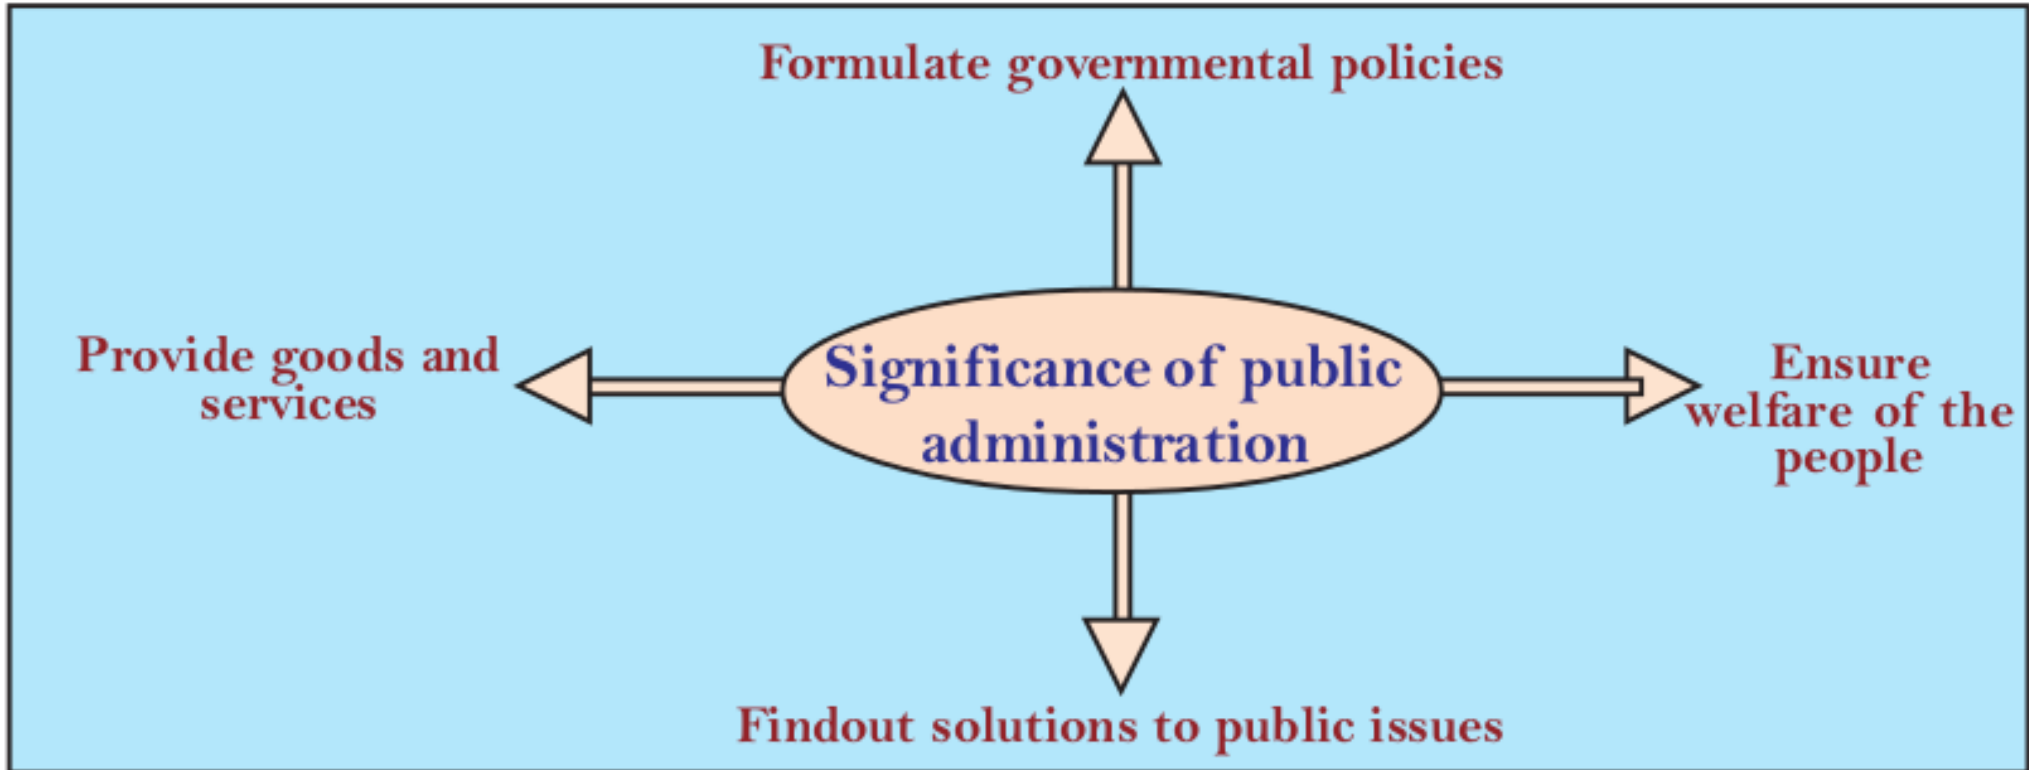 Formulate governmental policies
Provide goods and
services
Significance of public
administration
Ensure
welfare of the
people
Findout solutions to public issues